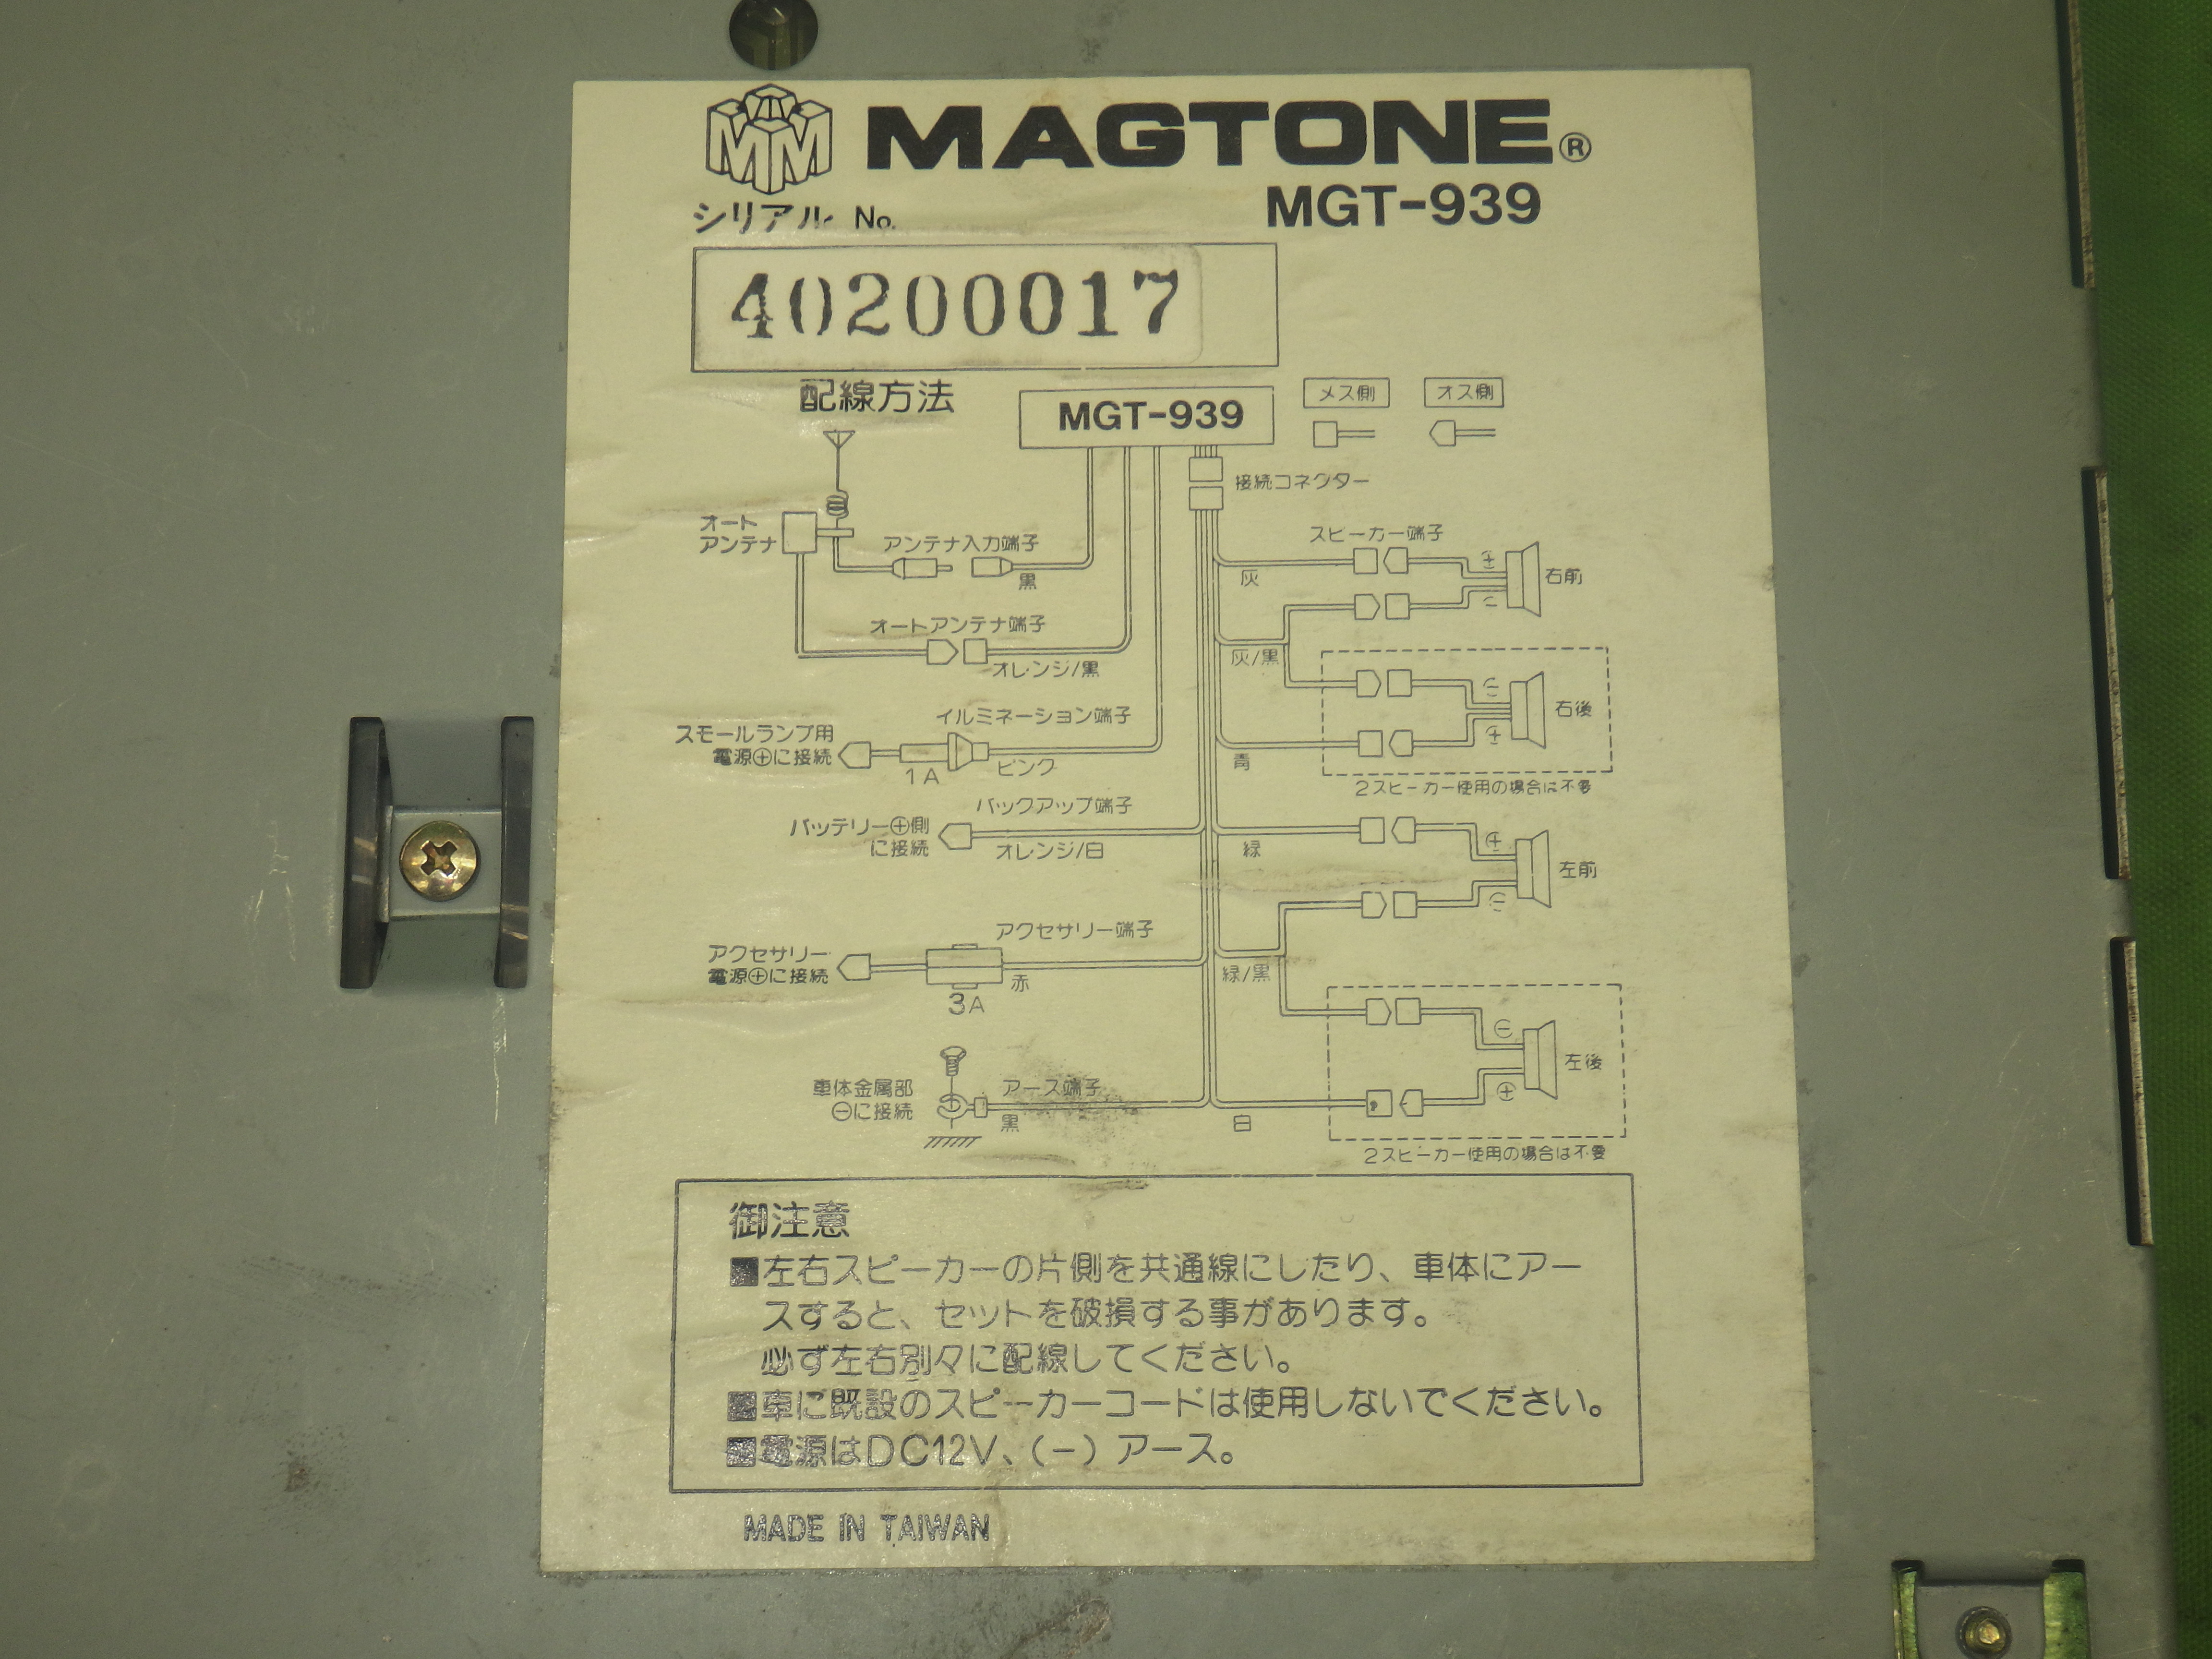 MAGTONE®
MGT-939
シリアル No.
40200017
配線方法
MGT-939
メス側
オス側
接続コネクター
オート
アンテナ
アンテナ入力端子
黒
オートアンテナ端子
オレンジ/黒
イルミネーション端子
スモールランプ用
電源⊕に接続
1A
ピンク
バックアップ端子
バッテリー⊕側
に接続
オレンジ/白
アクセサリー端子
アクセサリー
電源⊕に接続
3A
赤
車体金属部
⊖に接続
アース端子
黒
スピーカー端子
灰
⊕
⊖
右前
灰/黒
⊖
⊕
右後
青
2スピーカー使用の場合は不要
緑
⊕
⊖
左前
緑/黒
⊖
⊕
左後
白
2スピーカー使用の場合は不要
御注意
■左右スピーカーの片側を共通線にしたり、車体にアー
スすると、セットを破損する事があります。
必ず左右別々に配線してください。
■車に既設のスピーカーコードは使用しないでください。
■電源はDC12V、(−)アース。
MADE IN TAIWAN